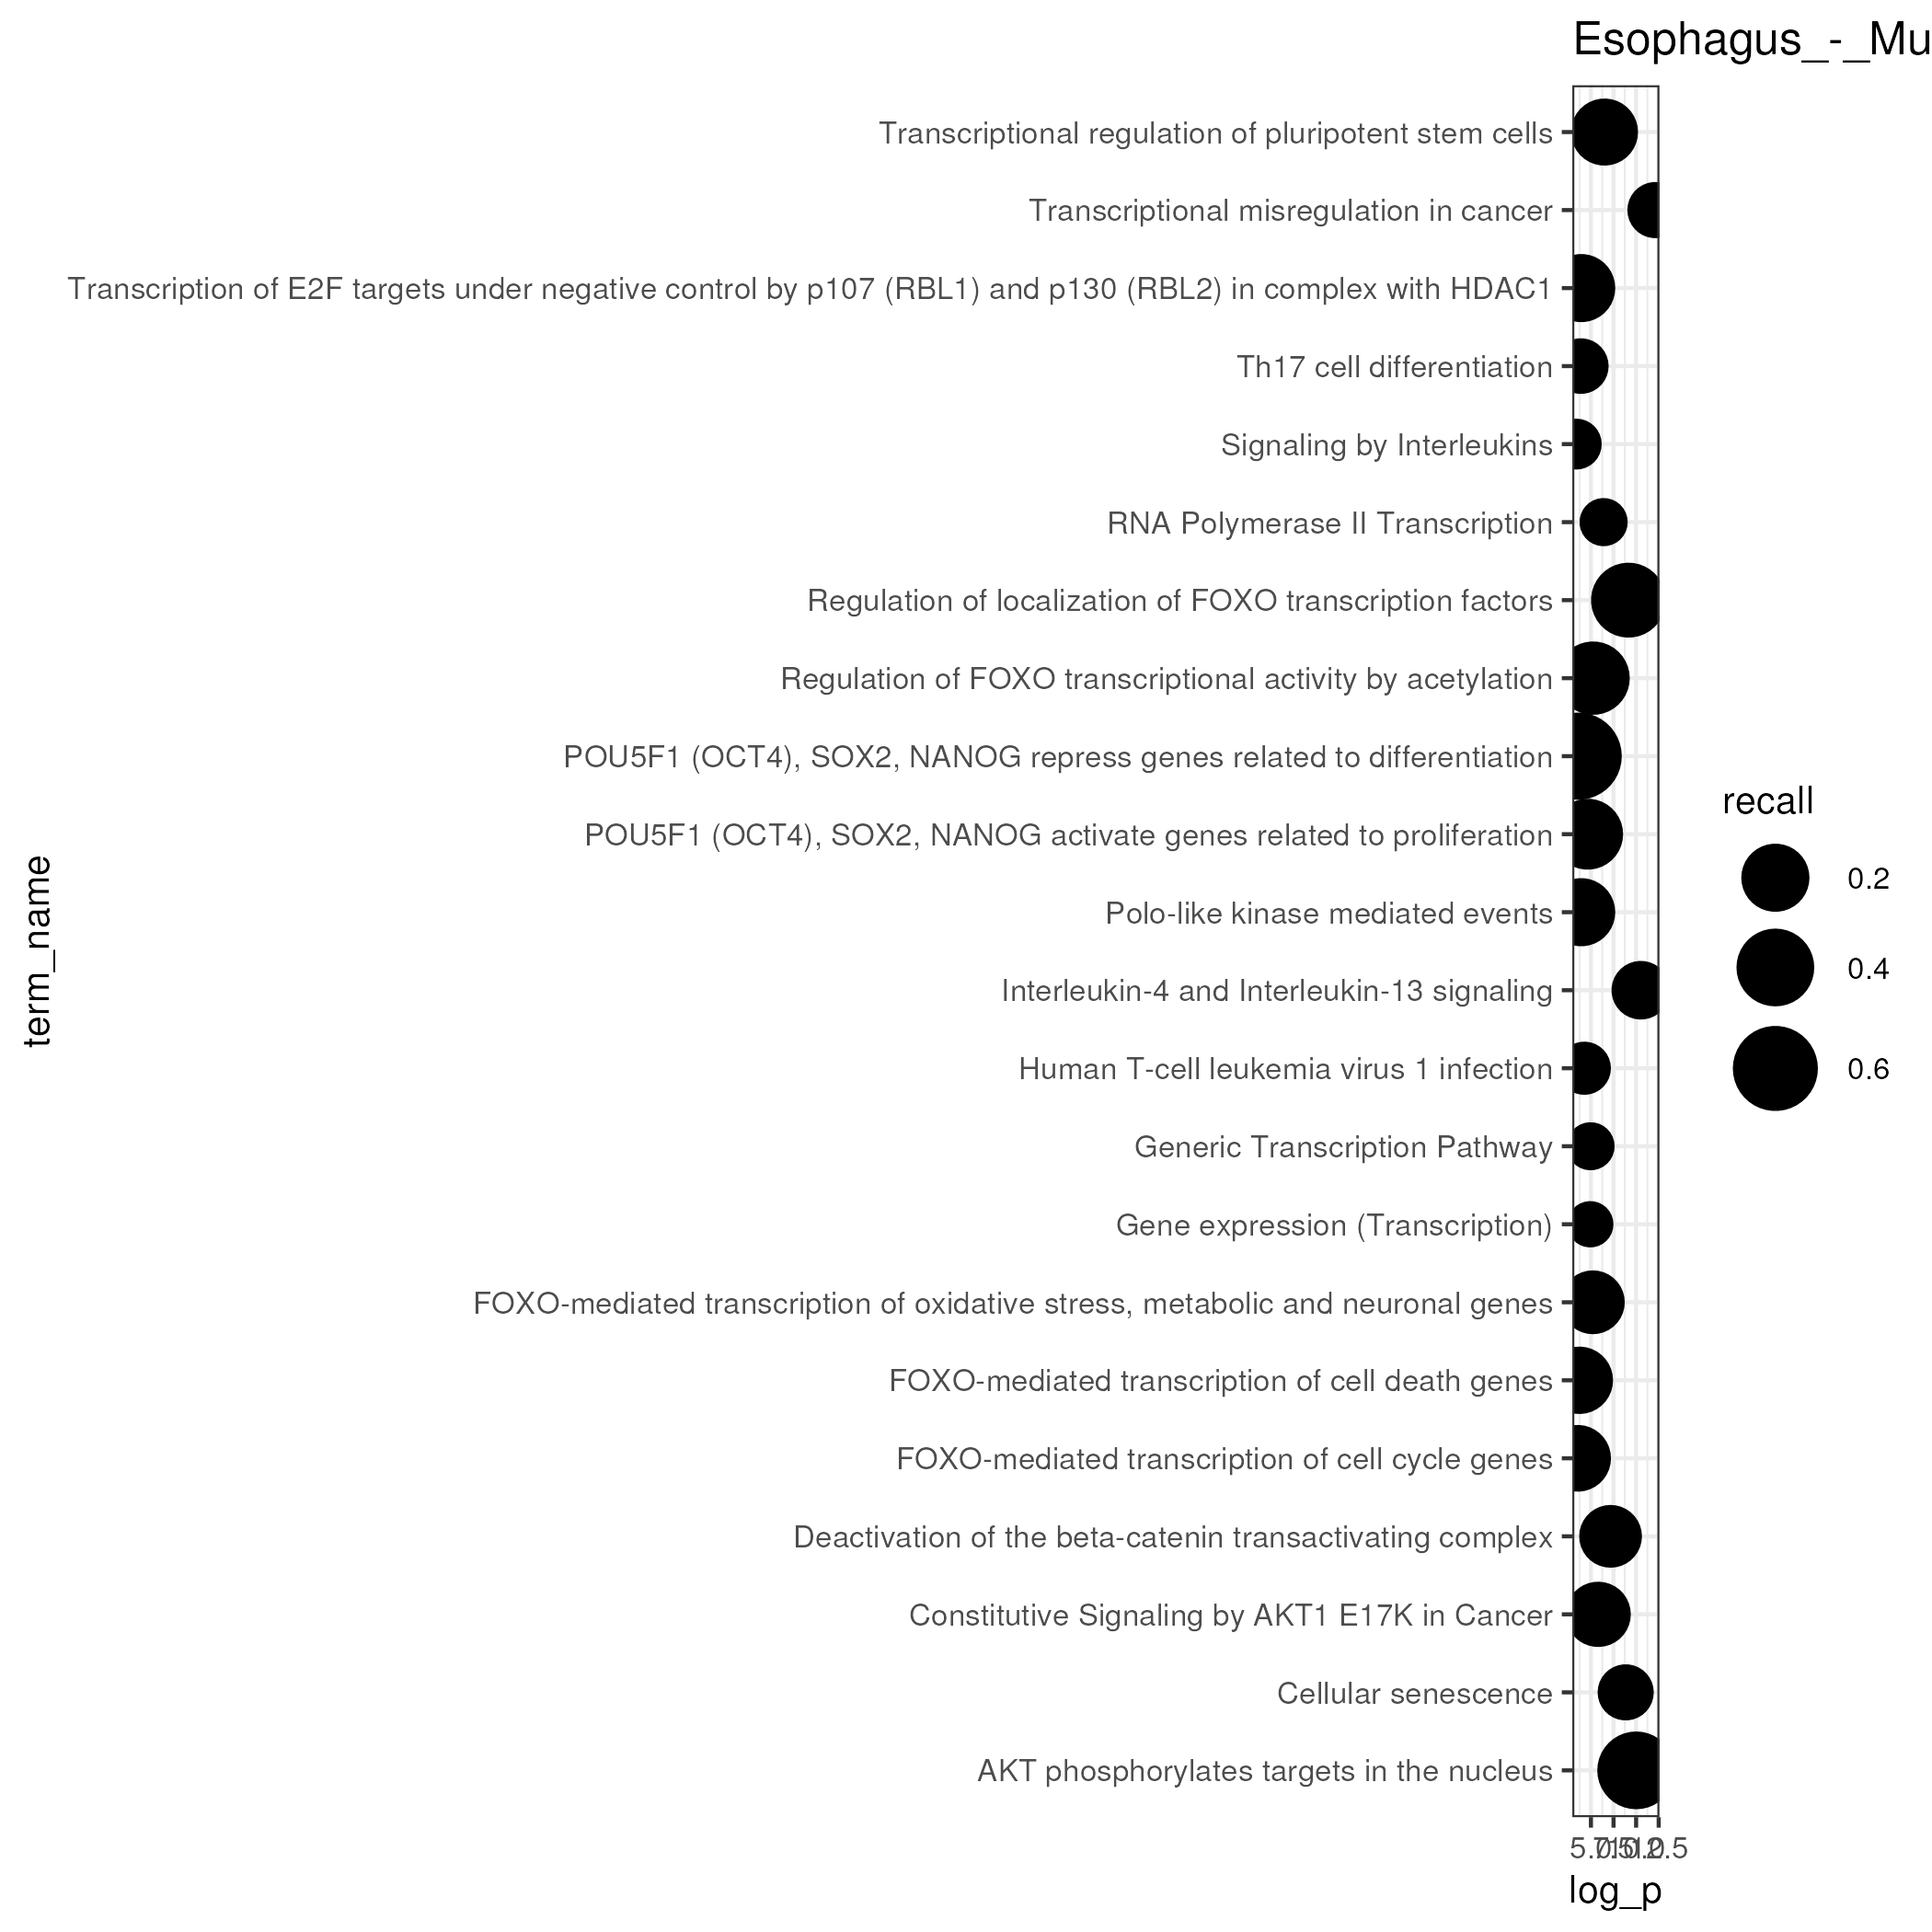 Esophagus_-_Mu
Transcriptional regulation of pluripotent stem cells
Transcriptional misregulation in cancer
Transcription of E2F targets under negative control by p107 (RBL1) and p130 (RBL2) in complex with HDAC1
Th17 cell differentiation
Signaling by Interleukins
RNA Polymerase II Transcription
Regulation of localization of FOXO transcription factors
Regulation of FOXO transcriptional activity by acetylation
POU5F1 (OCT4), SOX2, NANOG repress genes related to differentiation
POU5F1 (OCT4), SOX2, NANOG activate genes related to proliferation
Polo-like kinase mediated events
Interleukin-4 and Interleukin-13 signaling
Human T-cell leukemia virus 1 infection
Generic Transcription Pathway
Gene expression (Transcription)
FOXO-mediated transcription of oxidative stress, metabolic and neuronal genes
FOXO-mediated transcription of cell death genes
FOXO-mediated transcription of cell cycle genes
Deactivation of the beta-catenin transactivating complex
Constitutive Signaling by AKT1 E17K in Cancer
Cellular senescence
AKT phosphorylates targets in the nucleus
term_name
log_p
recall
0.2
0.4
0.6